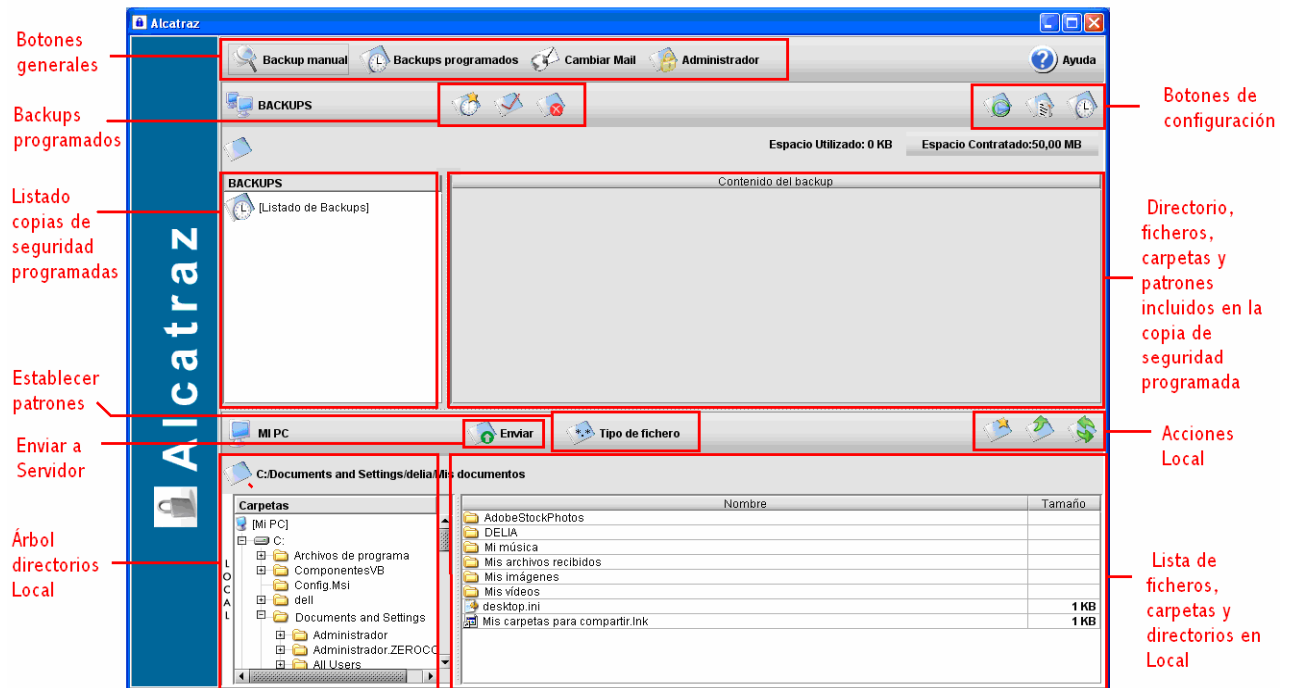 Alcatraz
Botones
generales
Backup manual
Backups programados
Cambiar Mail
Administrador
Ayuda
Backups
programados
BACKUPS
Botones de
configuración
Espacio Utilizado: 0 KB
Espacio Contratado:50,00 MB
Listado
copias de
seguridad
programadas
BACKUPS
[Listado de Backups]
Contenido del backup
Directorio,
ficheros,
carpetas y
patrones
incluidos en la
copia de
seguridad
programada
Alcatraz
Establecer
patrones
Enviar a
Servidor
MI PC
Enviar
*.* Tipo de fichero
Acciones
Local
C:/Documents and Settings/delia/Mis documentos
Árbol
directorios
Local
LOCAL
Carpetas
[Mi PC]
C:
Archivos de programa
ComponentesVB
Config.Msi
dell
Documents and Settings
Administrador
Administrador.ZEROCO
All Users
Nombre
Tamaño
AdobeStockPhotos
DELIA
Mi música
Mis archivos recibidos
Mis imágenes
Mis vídeos
desktop.ini
1 KB
Mis carpetas para compartir.lnk
1 KB
Lista de
ficheros,
carpetas y
directorios en
Local